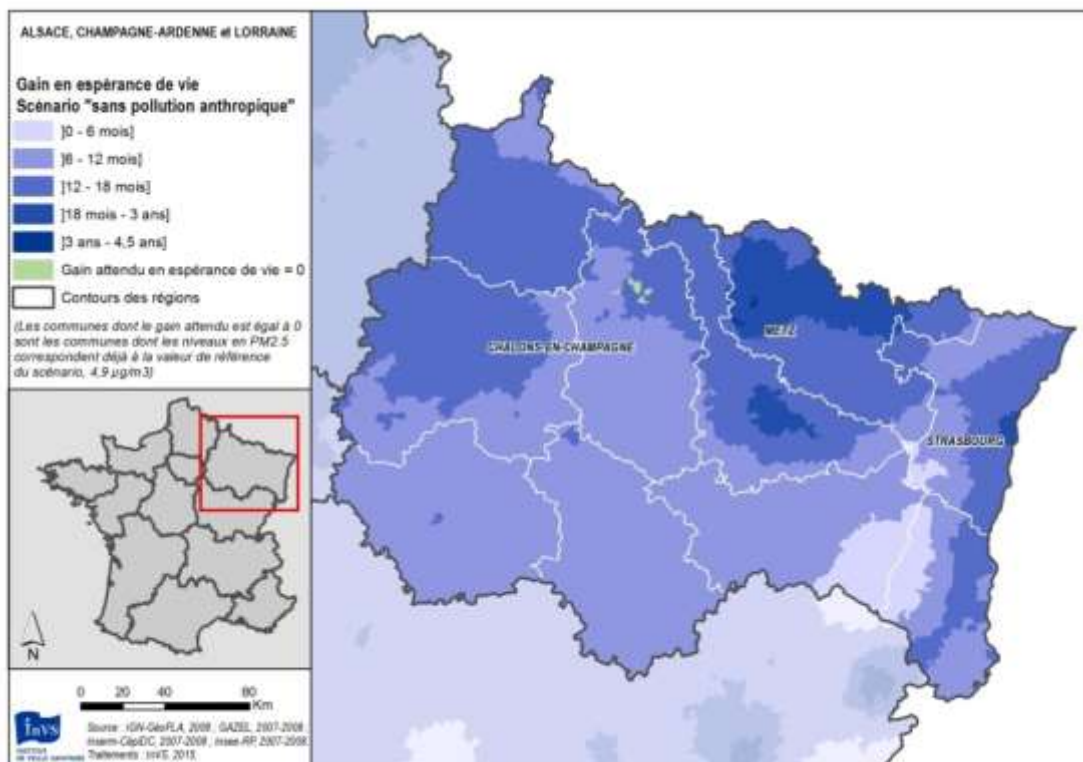 ALSACE, CHAMPAGNE-ARDENNE et LORRAINE
Gain en espérance de vie
Scénario "sans pollution anthropique"
]0 - 6 mois]
]6 - 12 mois]
]12 - 18 mois]
]18 mois - 3 ans]
]3 ans - 4,5 ans]
Gain attendu en espérance de vie = 0
Contours des régions
(Les communes dont le gain attendu est égal à 0
sont les communes dont les niveaux en PM2.5
correspondent déjà à la valeur de référence
du scénario, 4,9 µg/m3)
CHALONS-EN-CHAMPAGNE
METZ
STRASBOURG
N
0 20 40 80
Km
InVS
INSTITUT
DE VEILLE SANITAIRE
Source : IGN-GéoFLA, 2008 ; GAZEL, 2007-2008 ;
Inserm-CépiDC, 2007-2008 ; Insee-RP, 2007-2008.
Traitements : InVS, 2015.